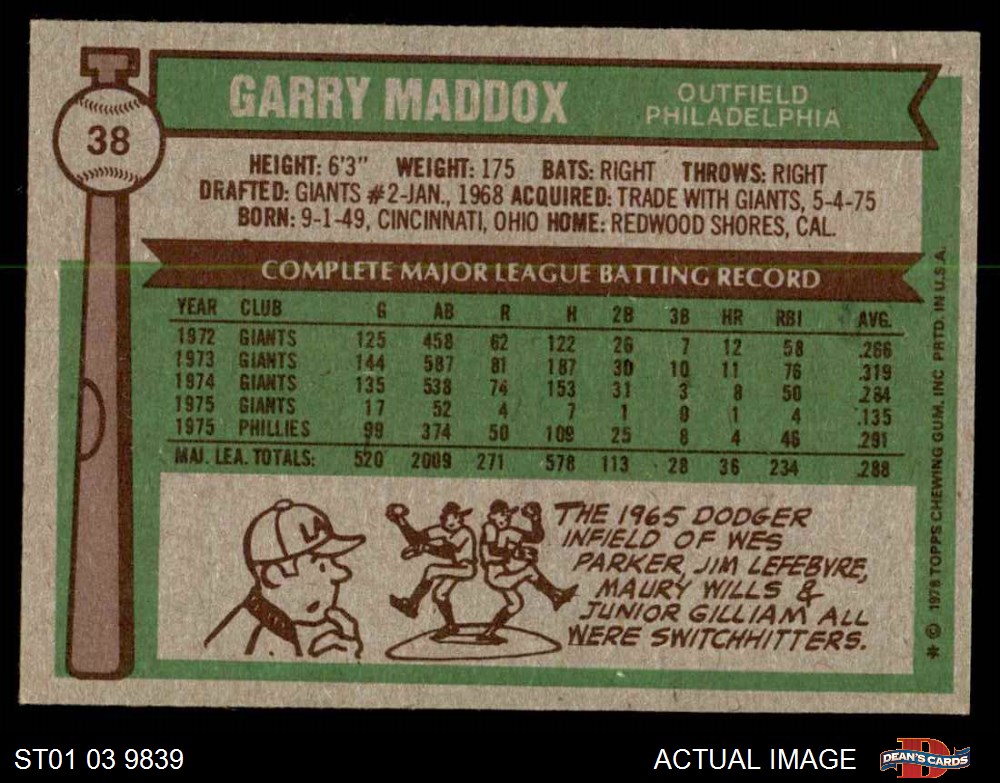 GARRY MADDOX
OUTFIELD
PHILADELPHIA
38
HEIGHT: 6'3" WEIGHT: 175 BATS: RIGHT THROWS: RIGHT
DRAFTED: GIANTS #2-JAN., 1968 ACQUIRED: TRADE WITH GIANTS, 5-4-75
BORN: 9-1-49, CINCINNATI, OHIO HOME: REDWOOD SHORES, CAL.
COMPLETE MAJOR LEAGUE BATTING RECORD
YEAR CLUB G AB R H 2B 3B HR RBI AVG.
1972 GIANTS 125 458 62 122 26 7 12 58 .266
1973 GIANTS 144 587 81 187 30 10 11 76 .319
1974 GIANTS 135 538 74 153 31 3 8 50 .284
1975 GIANTS 17 52 4 7 1 0 1 4 .135
1975 PHILLIES 99 374 50 109 25 8 4 46 .291
MAJ. LEA. TOTALS: 520 2009 271 578 113 28 36 234 .288
LA
THE 1965 DODGER
INFIELD OF WES
PARKER, JIM LEFEBVRE,
MAURY WILLS &
JUNIOR GILLIAM ALL
WERE SWITCHHITTERS.
* © 1976 TOPPS CHEWING GUM, INC PRTD. IN U.S.A.
ST01 03 9839
ACTUAL IMAGE
DEAN'S CARDS